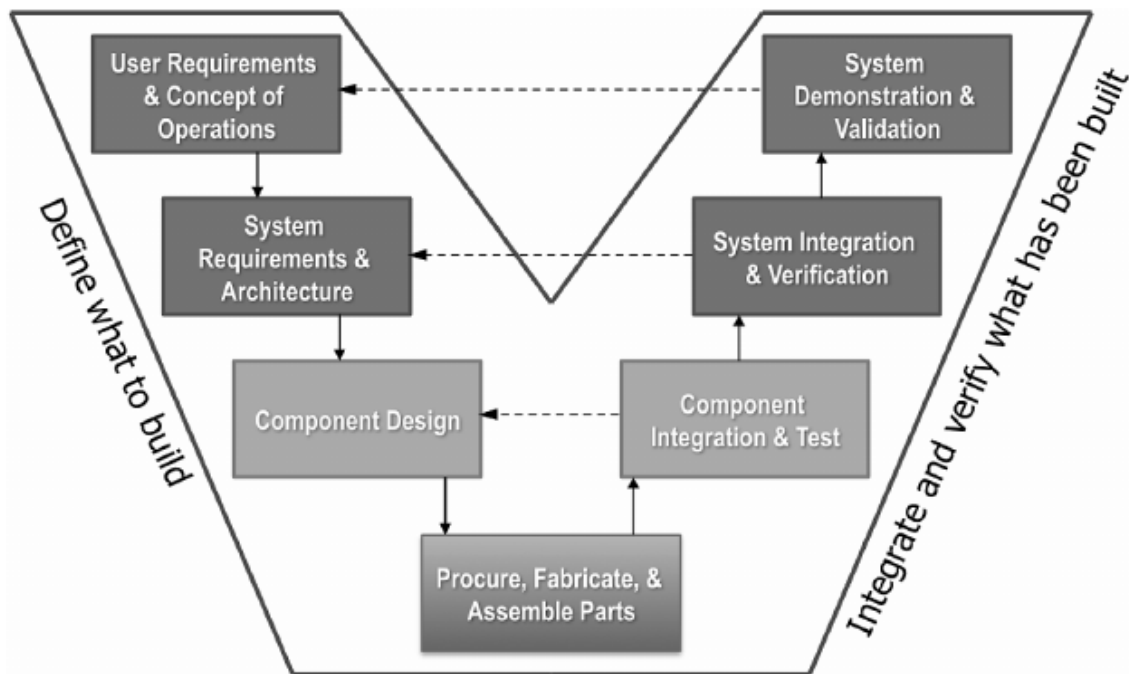 User Requirements
& Concept of
Operations
System
Demonstration &
Validation
System
Requirements &
Architecture
System Integration
& Verification
Component Design
Component
Integration & Test
Procure, Fabricate, &
Assemble Parts
Define what to build
Integrate and verify what has been built